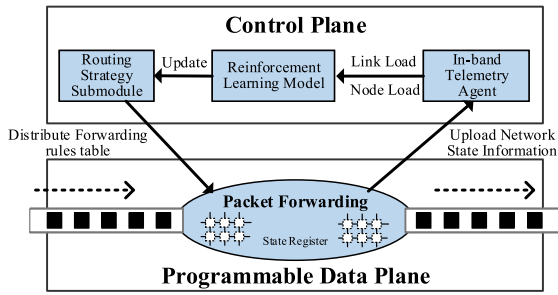 Control Plane
Routing
Strategy
Submodule
Update
Reinforcement
Learning Model
Link Load
Node Load
In-band
Telemetry
Agent
Distribute Forwarding
rules table
Upload Network
State Information
Packet Forwarding
State Register
Programmable Data Plane